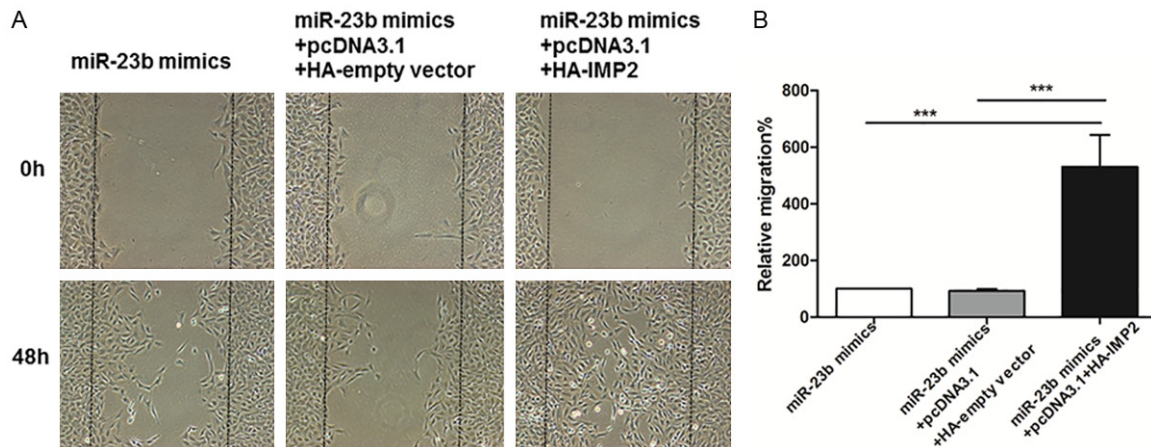 A
miR-23b mimics
miR-23b mimics
+pcDNA3.1
+HA-empty vector
miR-23b mimics
+pcDNA3.1
+HA-IMP2
0h
48h
B
Relative migration%
800
600
400
200
0
***
***
miR-23b mimics
miR-23b mimics
+pcDNA3.1
+HA-empty vector
miR-23b mimics
+pcDNA3.1+HA-IMP2